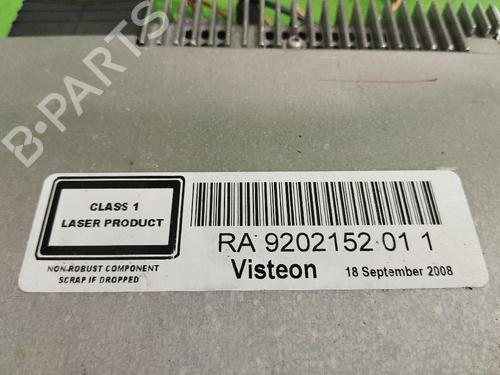 B-PARTS
CLASS 1
LASER PRODUCT
NON-ROBUST COMPONENT
SCRAP IF DROPPED
RA 9202152 01 1
Visteon 18 September 2008